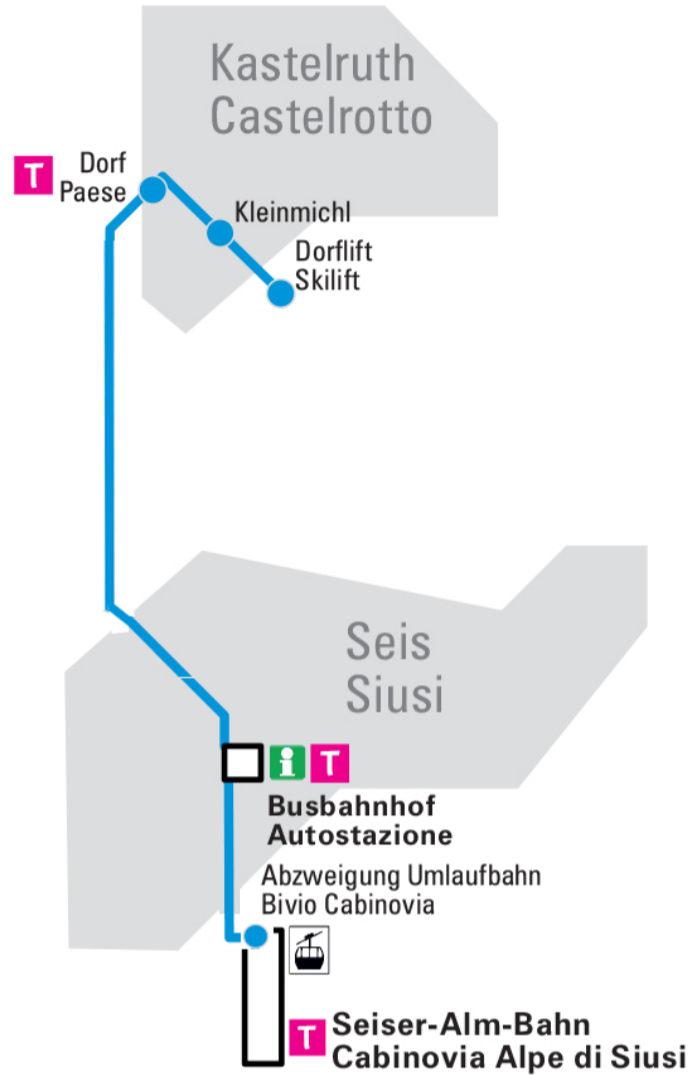 Kastelruth
Castelrotto
T
Dorf
Paese
Kleinmichl
Dorflift
Skilift
Seis
Siusi
i T
Busbahnhof
Autostazione
Abzweigung Umlaufbahn
Bivio Cabinovia
T
Seiser-Alm-Bahn
Cabinovia Alpe di Siusi